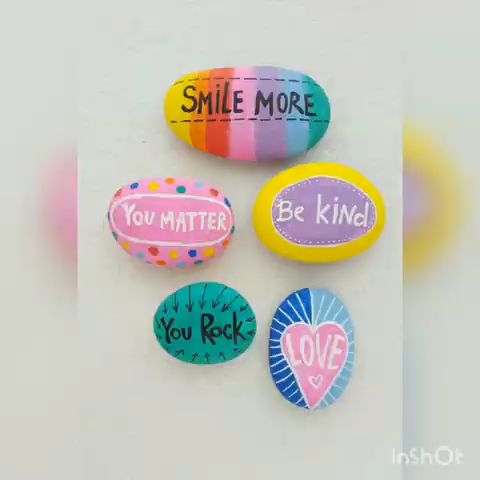 SMILE MORE
YOU MATTER
Be kind
You Rock
LOVE
InShOt